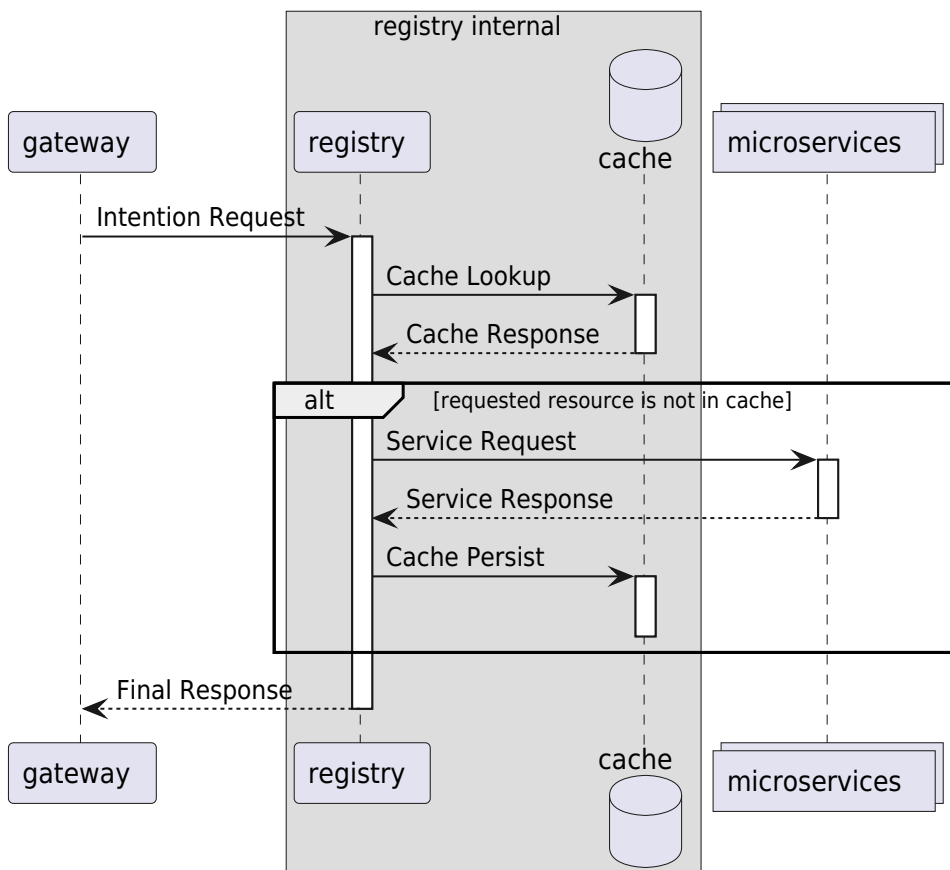 registry internal
gateway
registry
cache
microservices
Intention Request
Cache Lookup
Cache Response
alt
[requested resource is not in cache]
Service Request
Service Response
Cache Persist
Final Response
gateway
registry
cache
microservices